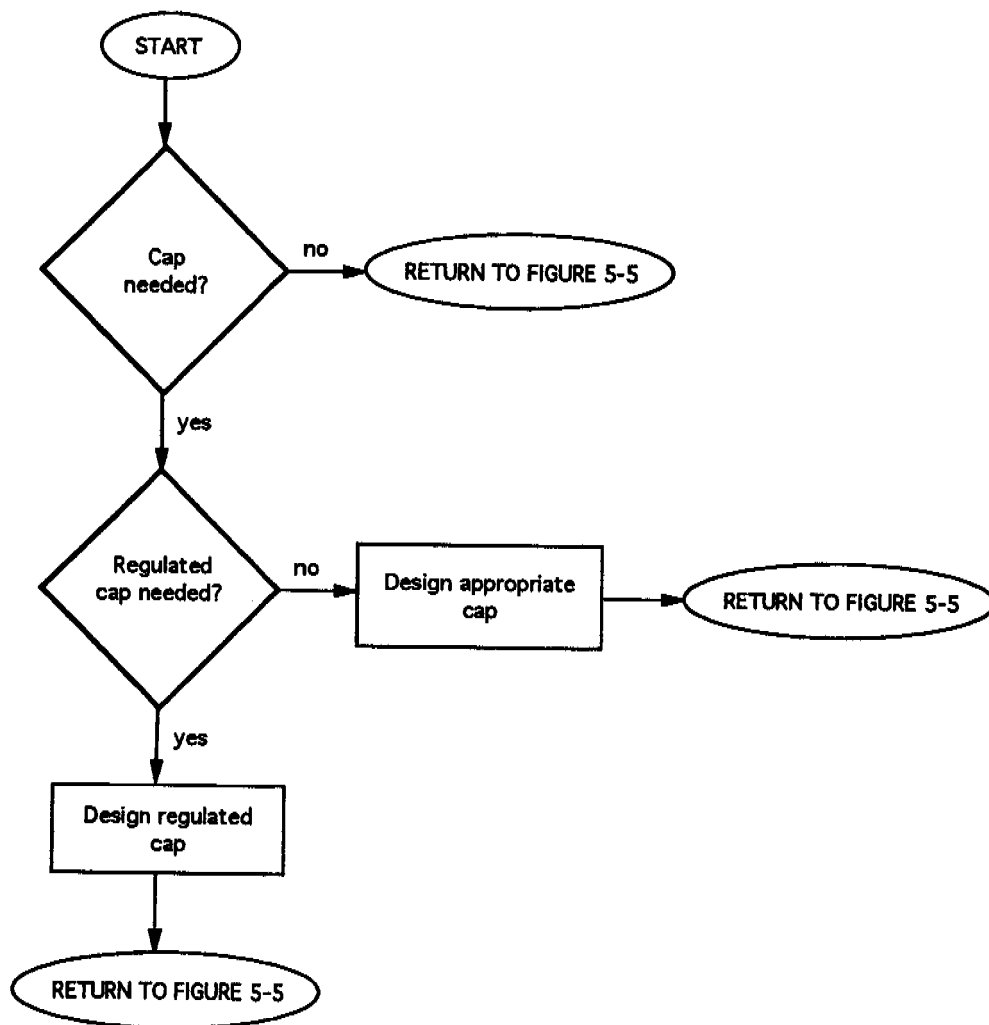 START
Cap
needed?
no
RETURN TO FIGURE 5-5
yes
Regulated
cap needed?
no
Design appropriate
cap
RETURN TO FIGURE 5-5
yes
Design regulated
cap
RETURN TO FIGURE 5-5